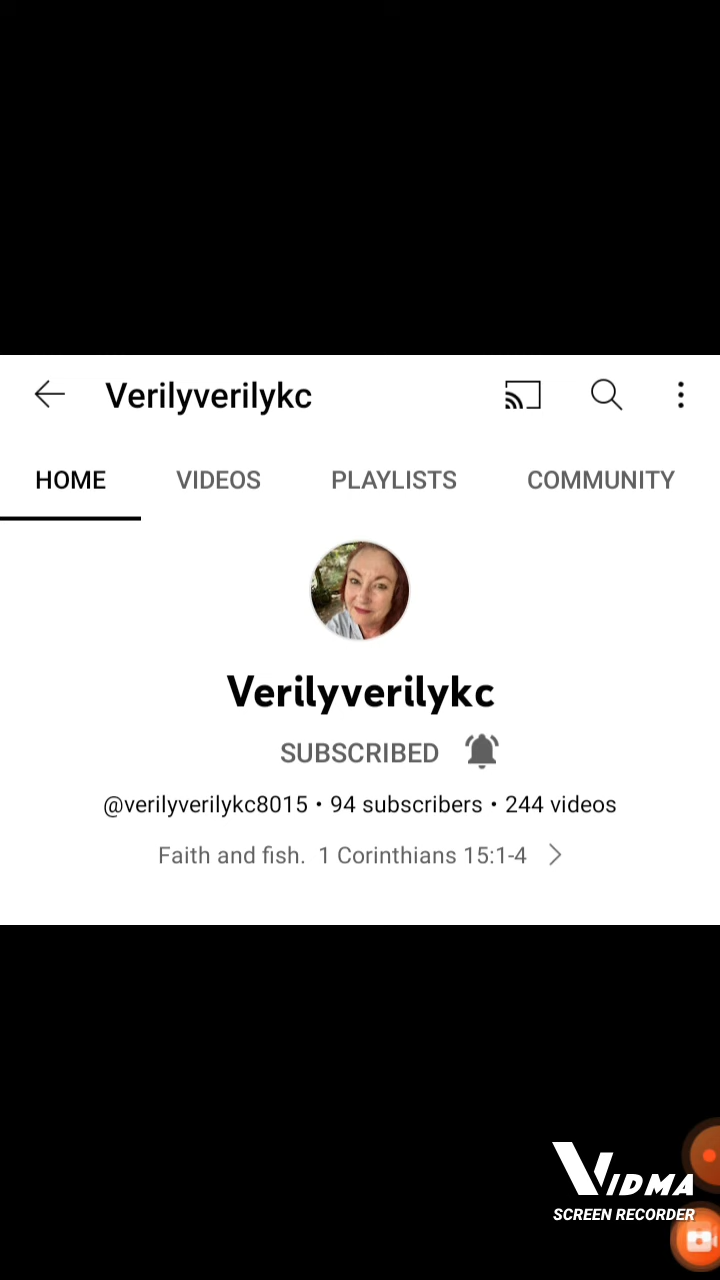 Verilyverilykc
HOME VIDEOS PLAYLISTS COMMUNITY
Verilyverilykc
SUBSCRIBED
@verilyverilykc8015 • 94 subscribers • 244 videos
Faith and fish. 1 Corinthians 15:1-4
VIDMA
SCREEN RECORDER